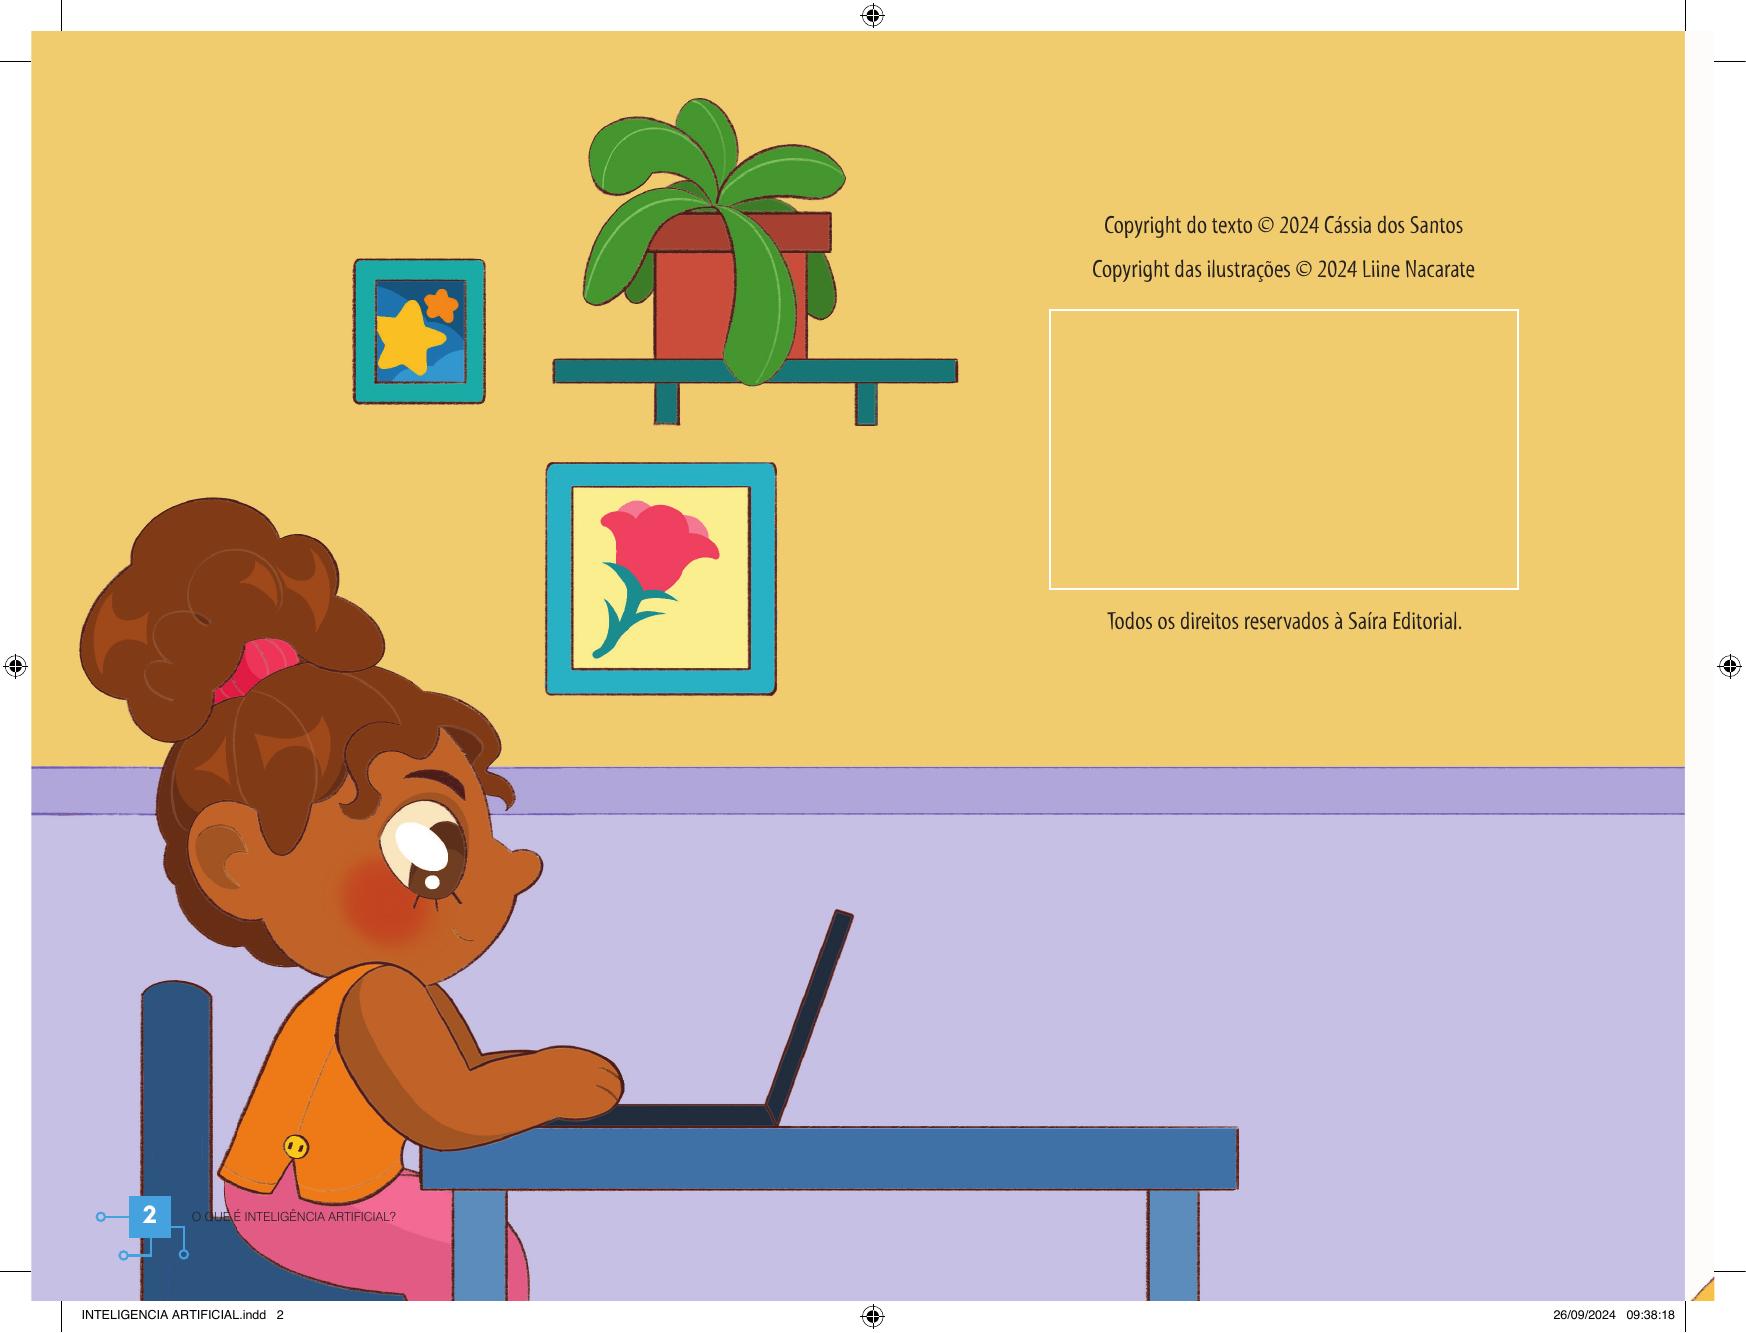 Copyright do texto © 2024 Cássia dos Santos
Copyright das ilustrações © 2024 Liine Nacarate
Todos os direitos reservados à Saíra Editorial.
2 O QUE É INTELIGÊNCIA ARTIFICIAL?
INTELIGENCIA ARTIFICIAL.indd 2 26/09/2024 09:38:18